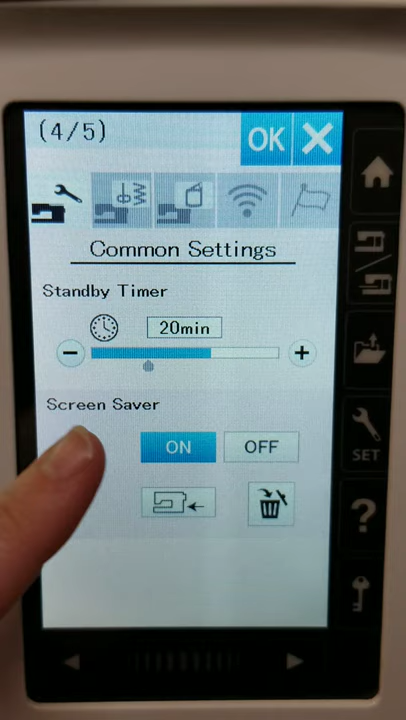 (4/5)
OK
Common Settings
Standby Timer
20min
Screen Saver
ON OFF
SET
?